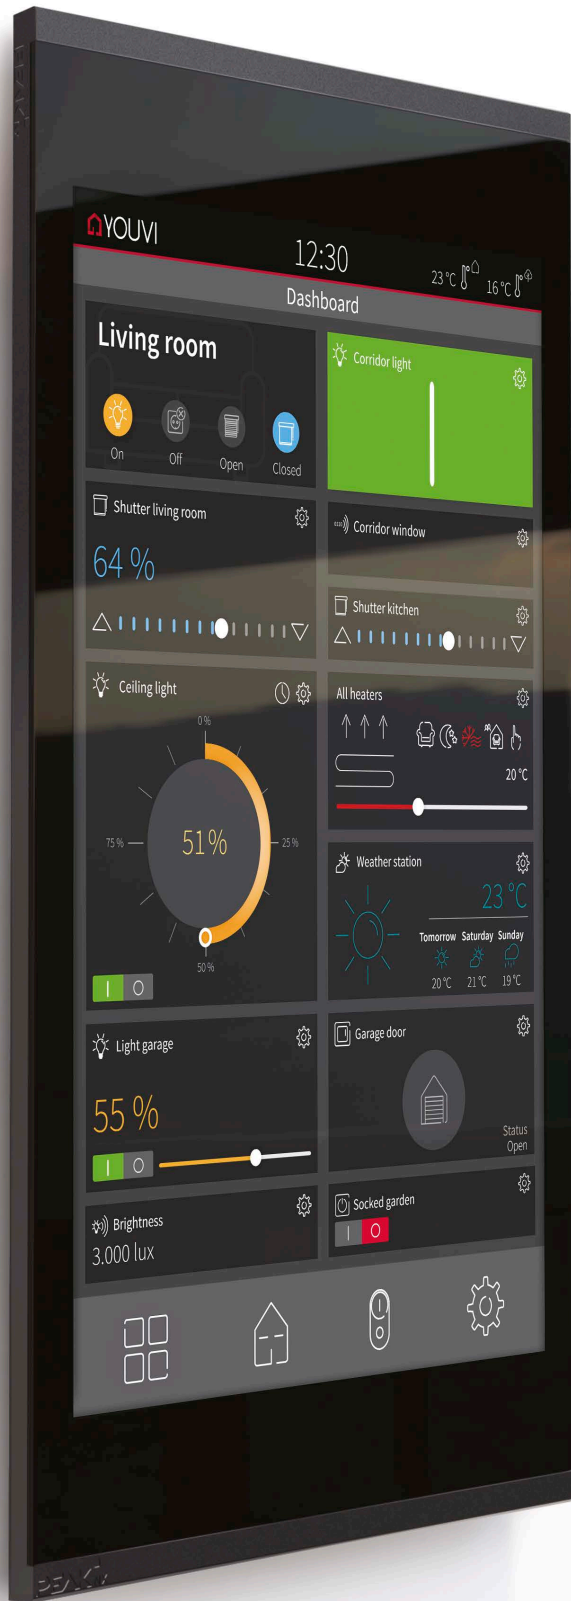 YOUVI
12:30
23 °C
16 °C
Dashboard
Living room
On
Off
Open
Closed
Corridor light
Shutter living room
64 %
Corridor window
Shutter kitchen
Ceiling light
0 %
25 %
50 %
75 %
51 %
All heaters
20 °C
Weather station
23 °C
Tomorrow Saturday Sunday
20 °C 21 °C 19 °C
Light garage
55 %
Garage door
Status
Open
Brightness
3.000 lux
Socked garden
PEAKnx